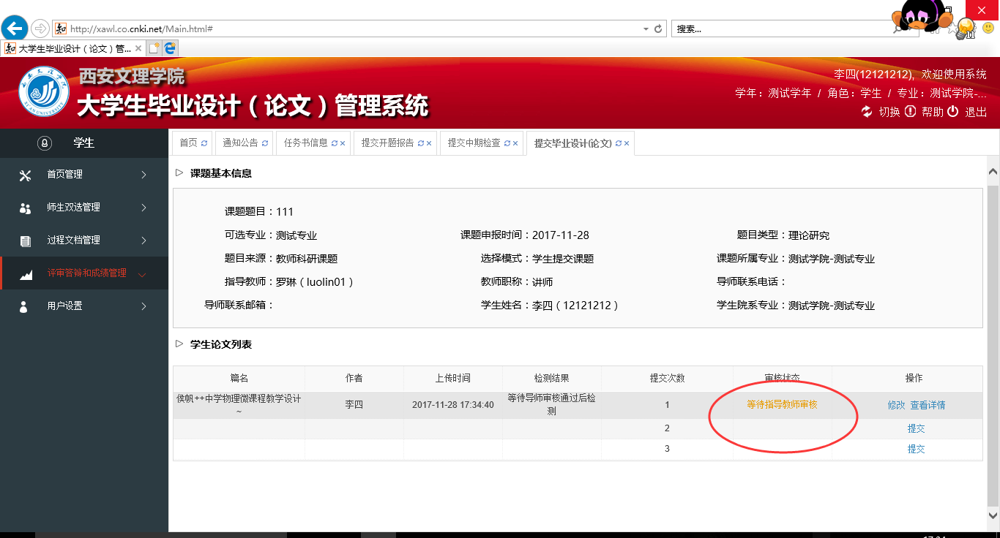 http://xawl.co.cnki.net/Main.html#
搜索...
大学生毕业设计（论文）管...
11
西安文理学院
大学生毕业设计（论文）管理系统
李四(12121212), 欢迎使用系统
学年：测试学年 / 角色：学生 / 专业：测试学院-...
切换 帮助 退出
学生
首页管理
师生双选管理
过程文档管理
评审答辩和成绩管理
用户设置
首页 通知公告 任务书信息 提交开题报告 提交中期检查 提交毕业设计(论文)
课题基本信息
课题题目：111
可选专业：测试专业 课题申报时间：2017-11-28 题目类型：理论研究
题目来源：教师科研课题 选择模式：学生提交课题 课题所属专业：测试学院-测试专业
指导教师：罗琳（luolin01） 教师职称：讲师 导师联系电话：
导师联系邮箱： 学生姓名：李四（12121212） 学生院系专业：测试学院-测试专业
学生论文列表
篇名 作者 上传时间 检测结果 提交次数 审核状态 操作
侯帆++中学物理微课程教学设计~ 李四 2017-11-28 17:34:40 等待导师审核通过后检测 1 等待指导教师审核 修改 查看详情
2 提交
3 提交